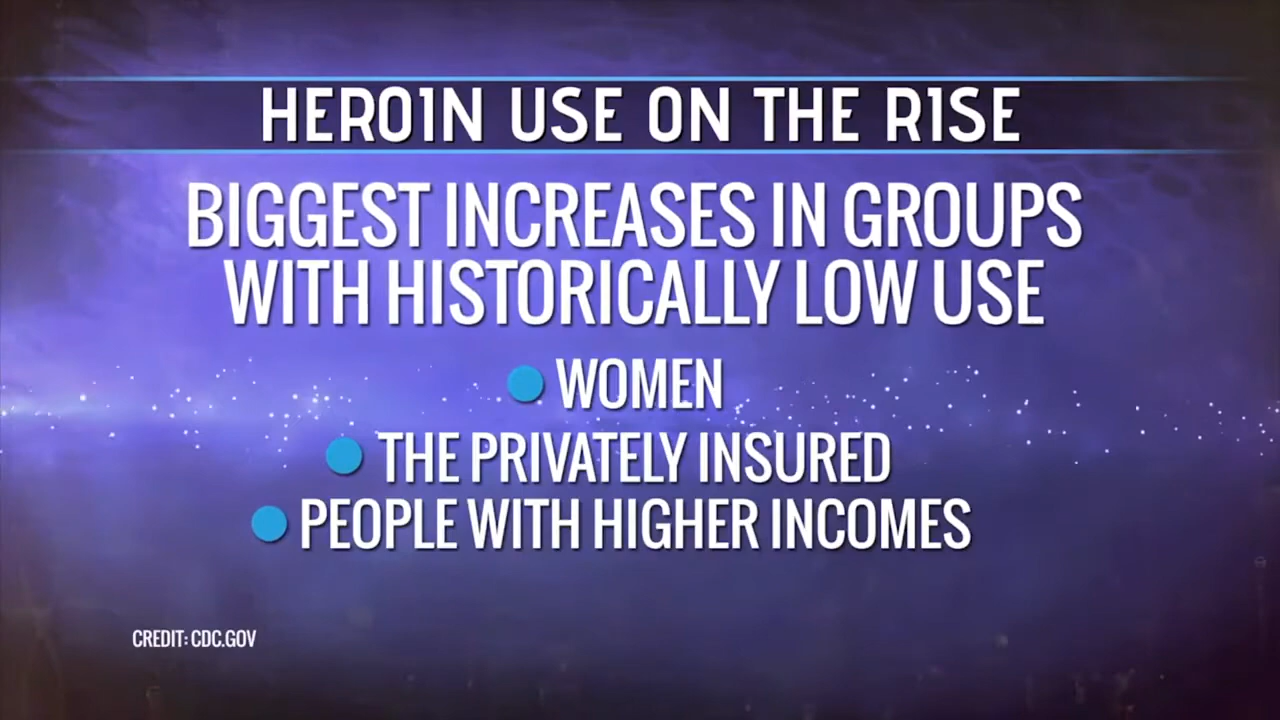 HEROIN USE ON THE RISE
BIGGEST INCREASES IN GROUPS
WITH HISTORICALLY LOW USE
WOMEN
THE PRIVATELY INSURED
PEOPLE WITH HIGHER INCOMES
CREDIT: CDC.GOV